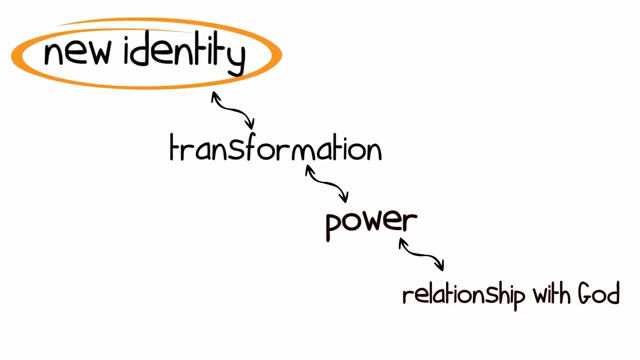 new identity
transformation
power
relationship with God